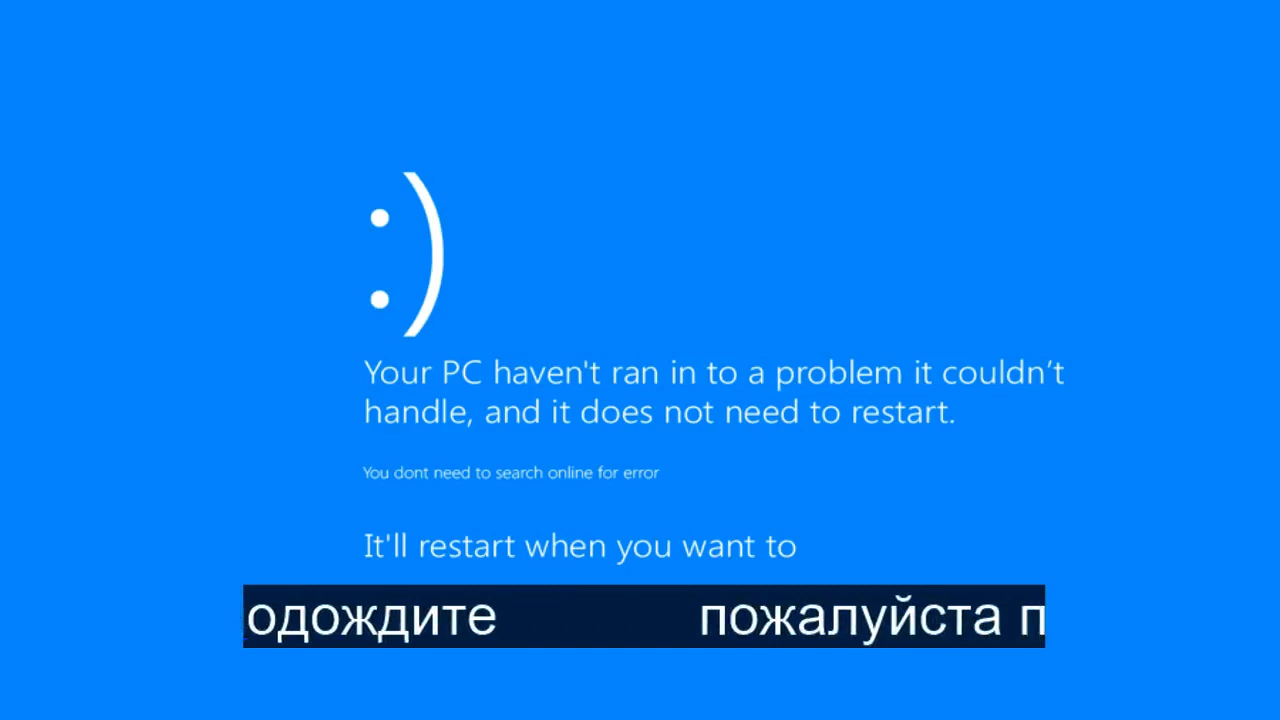 :)
Your PC haven't ran in to a problem it couldn’t
handle, and it does not need to restart.
You dont need to search online for error
It'll restart when you want to
одождите пожалуйста п